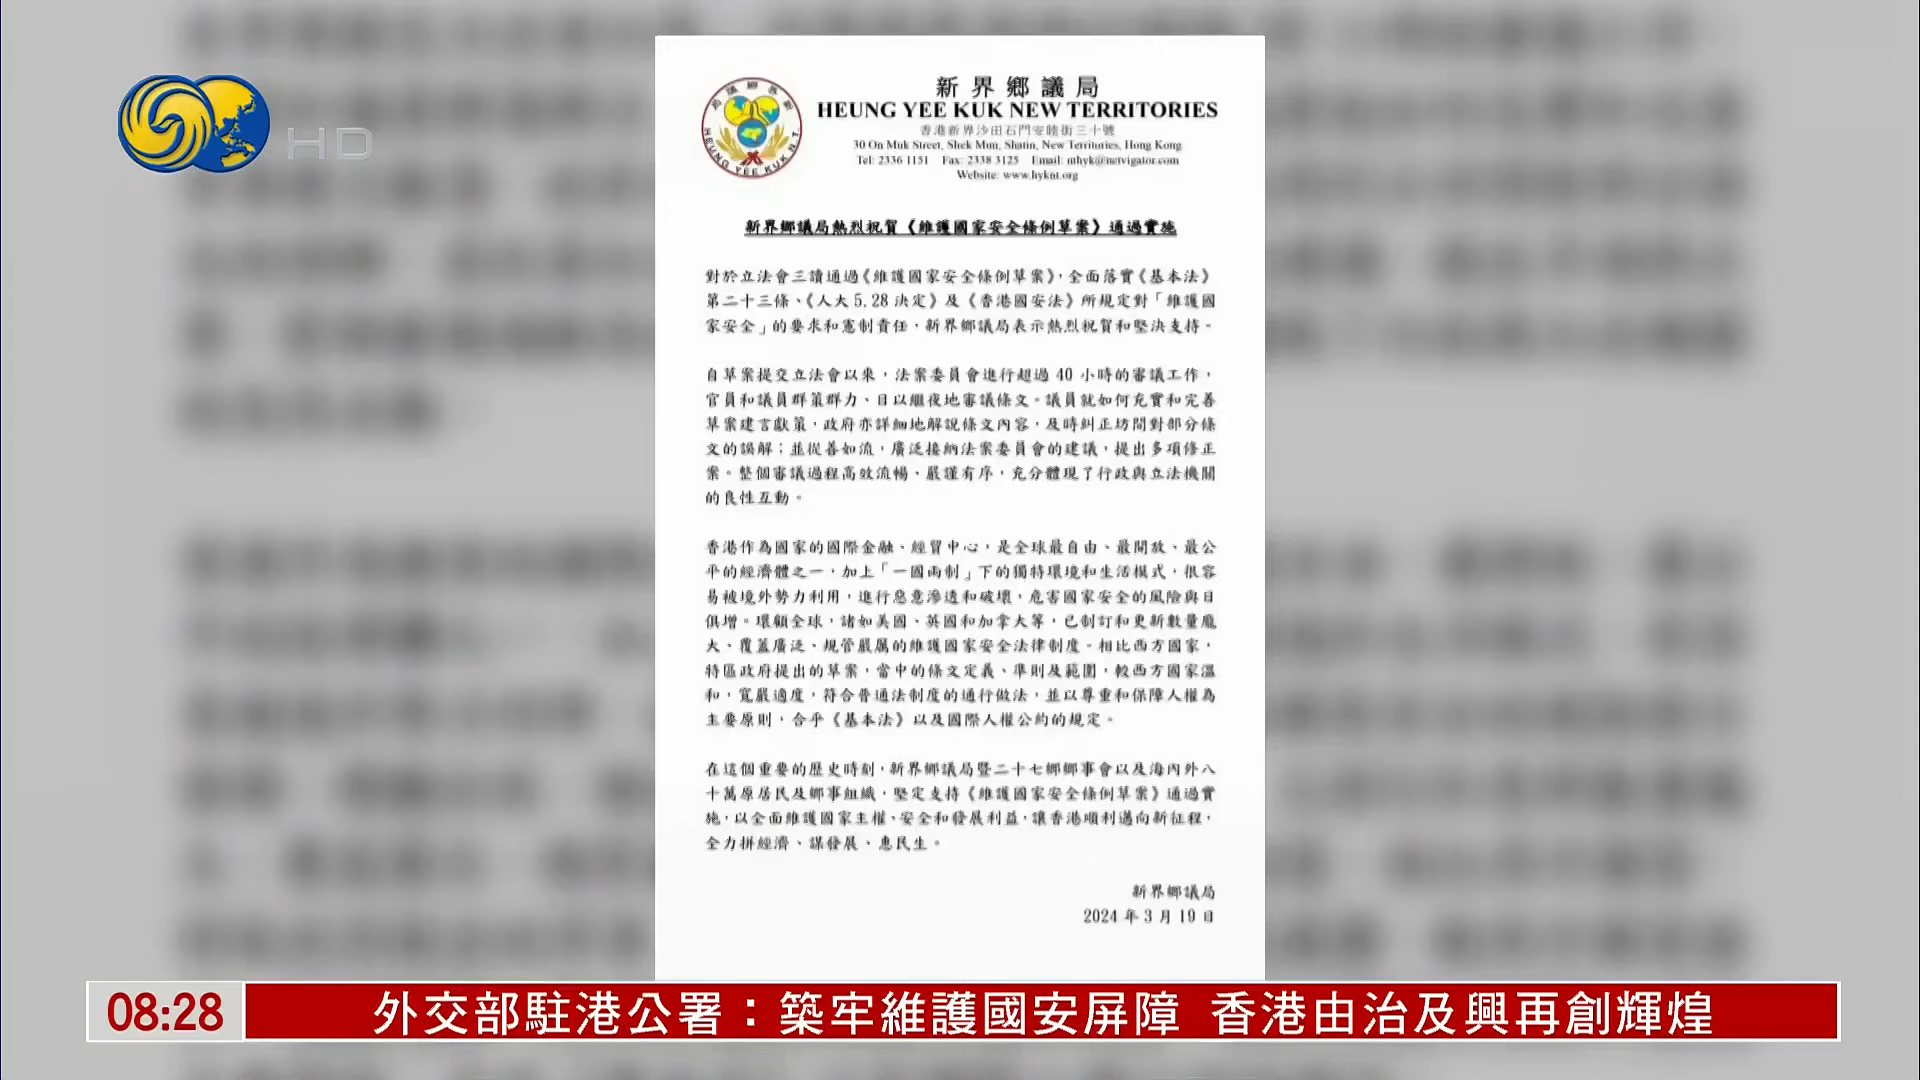 HD
新界鄉議局
HEUNG YEE KUK NEW TERRITORIES
香港新界沙田石門安睦街三十號
30 On Muk Street, Shek Mun, Shatin, New Territories, Hong Kong
Tel: 2336 1151 Fax: 2338 3125 Email: nthyk@netvigator.com
Website: www.hyknt.org
新界鄉議局
HEUNG YEE KUK N.T.
新界鄉議局熱烈祝賀《維護國家安全條例草案》通過實施
對於立法會三讀通過《維護國家安全條例草案》，全面落實《基本法》
第二十三條、《人大5.28決定》及《香港國安法》所規定對「維護國
家安全」的要求和憲制責任，新界鄉議局表示熱烈祝賀和堅決支持。
自草案提交立法會以來，法案委員會進行超過 40 小時的審議工作，
官員和議員群策群力、日以繼夜地審議條文。議員就如何充實和完善
草案建言獻策，政府亦詳細地解說條文內容，及時糾正坊間對部分條
文的誤解；並從善如流，廣泛接納法案委員會的建議，提出多項修正
案。整個審議過程高效流暢、嚴謹有序，充分體現了行政與立法機關
的良性互動。
香港作為國家的國際金融、經貿中心，是全球最自由、最開放、最公
平的經濟體之一，加上「一國兩制」下的獨特環境和生活模式，很容
易被境外勢力利用，進行惡意滲透和破壞，危害國家安全的風險與日
俱增。環顧全球，諸如美國、英國和加拿大等，已制訂和更新數量龐
大、覆蓋廣泛、規管嚴厲的維護國家安全法律制度。相比西方國家，
特區政府提出的草案，當中的條文定義、準則及範圍，較西方國家溫
和，寬嚴適度，符合普通法制度的通行做法，並以尊重和保障人權為
主要原則，合乎《基本法》以及國際人權公約的規定。
在這個重要的歷史時刻，新界鄉議局暨二十七鄉鄉事會以及海內外八
十萬原居民及鄉事組織，堅定支持《維護國家安全條例草案》通過實
施，以全面維護國家主權、安全和發展利益，讓香港順利邁向新征程，
全力拼經濟、謀發展、惠民生。
新界鄉議局
2024 年 3 月 19 日
08:28 外交部駐港公署：築牢維護國安屏障 香港由治及興再創輝煌